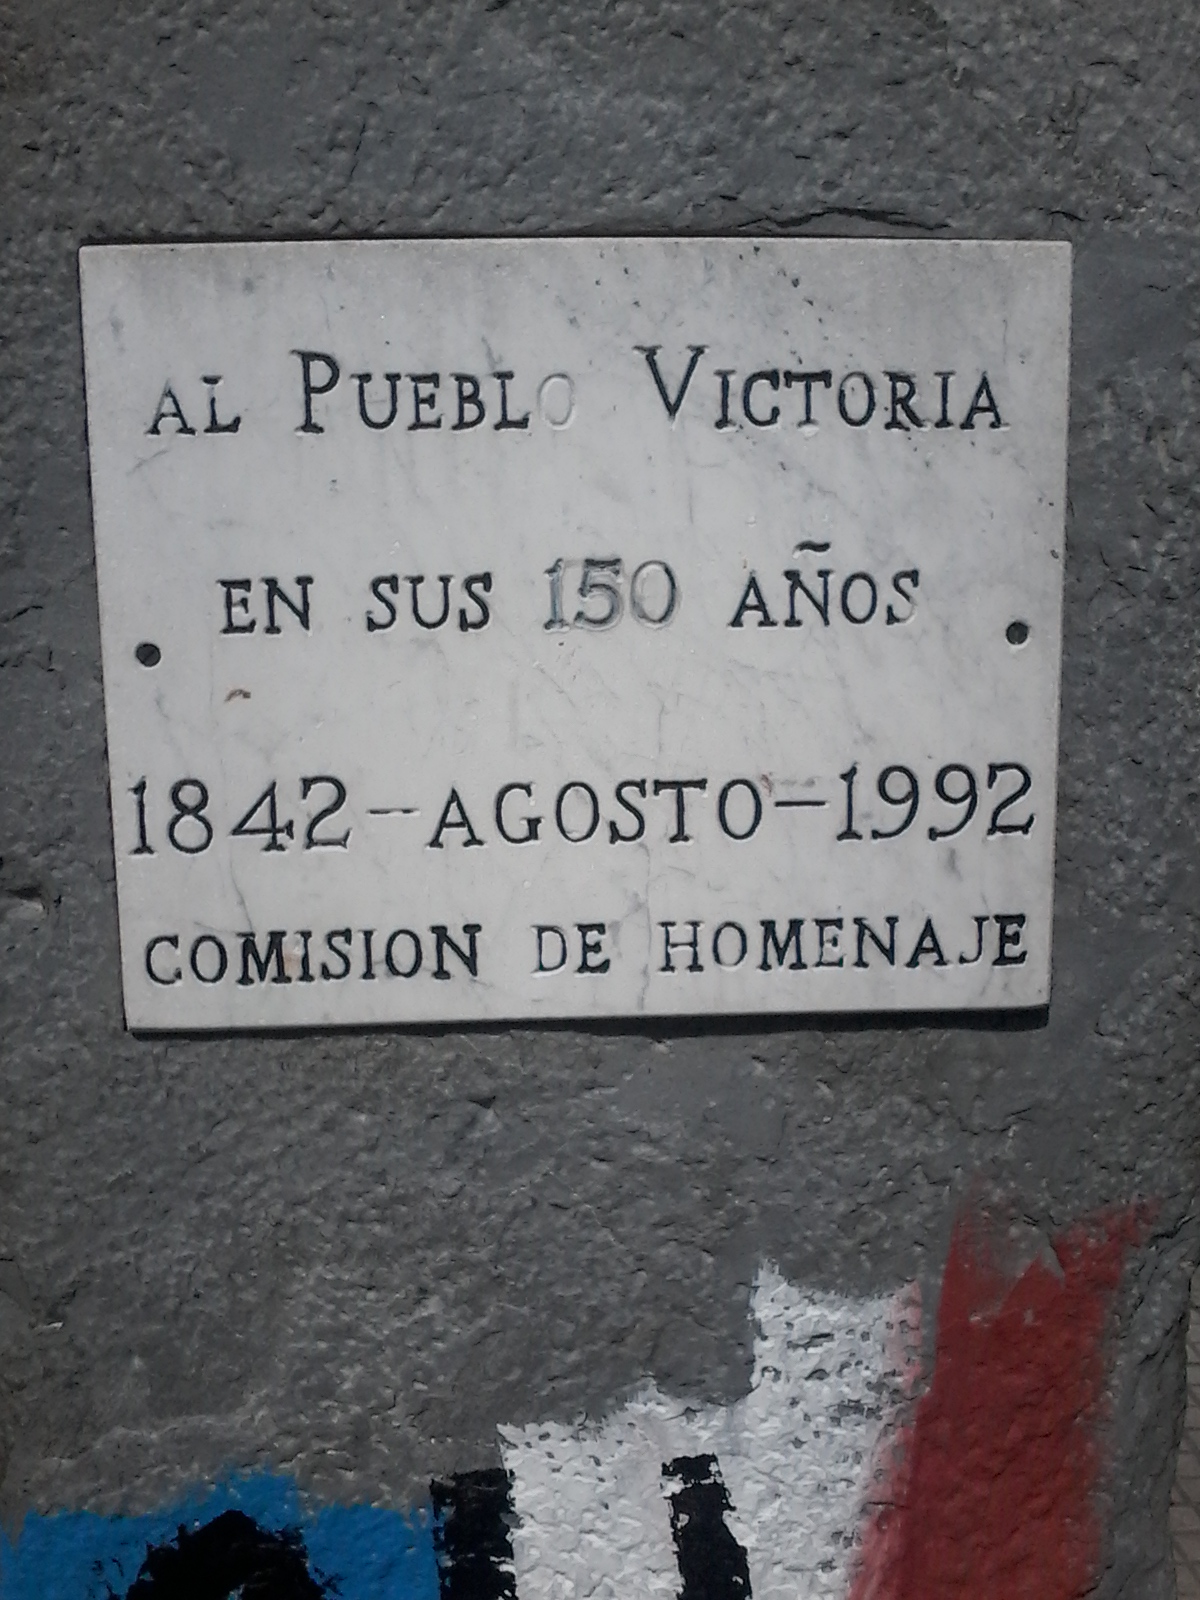 AL PUEBLO VICTORIA
EN SUS 150 AÑOS
1842-AGOSTO-1992
COMISION DE HOMENAJE